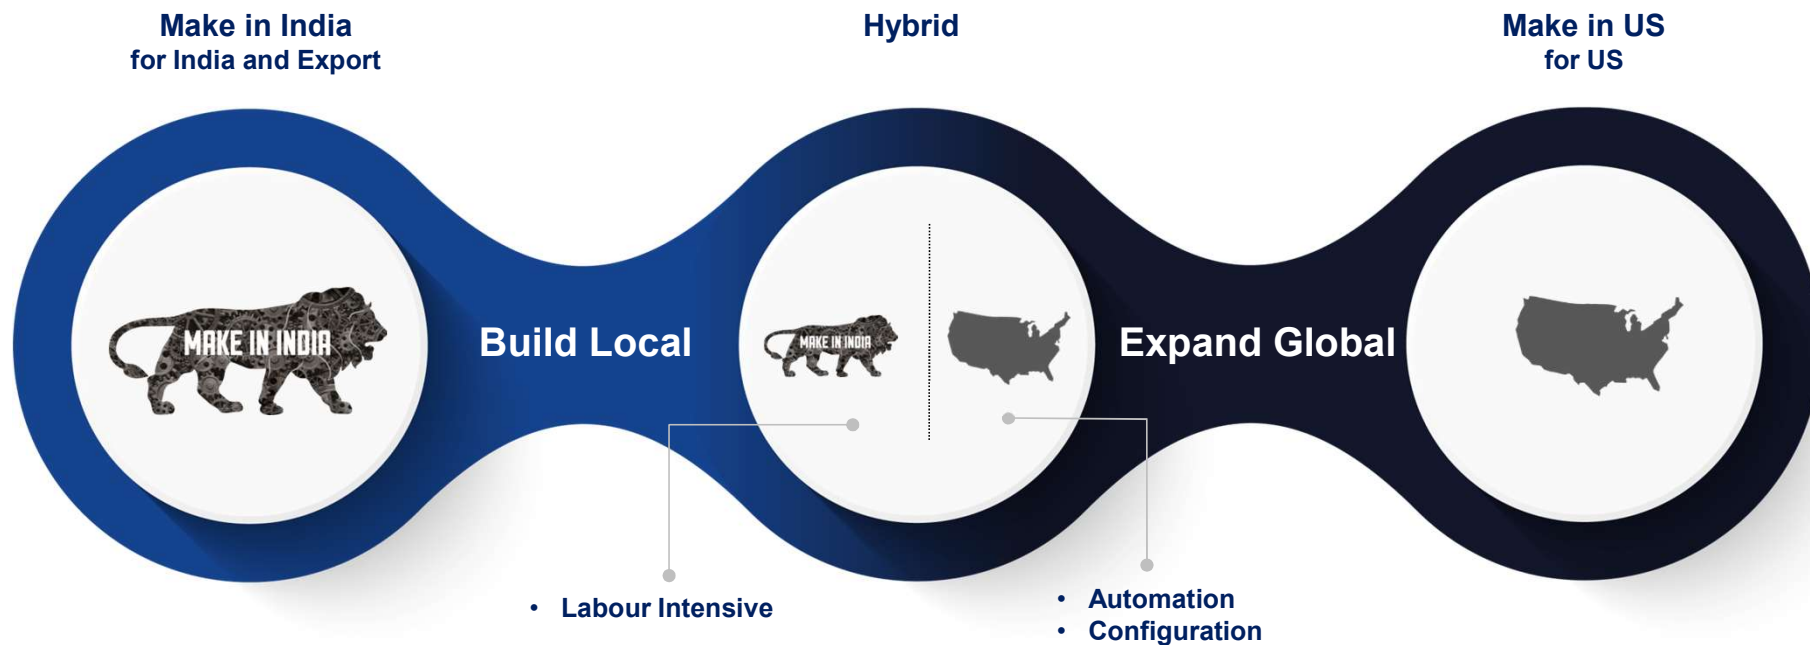 Make in India
for India and Export
Hybrid
Make in US
for US
MAKE IN INDIA
Build Local
MAKE IN INDIA
Expand Global
• Labour Intensive
• Automation
• Configuration